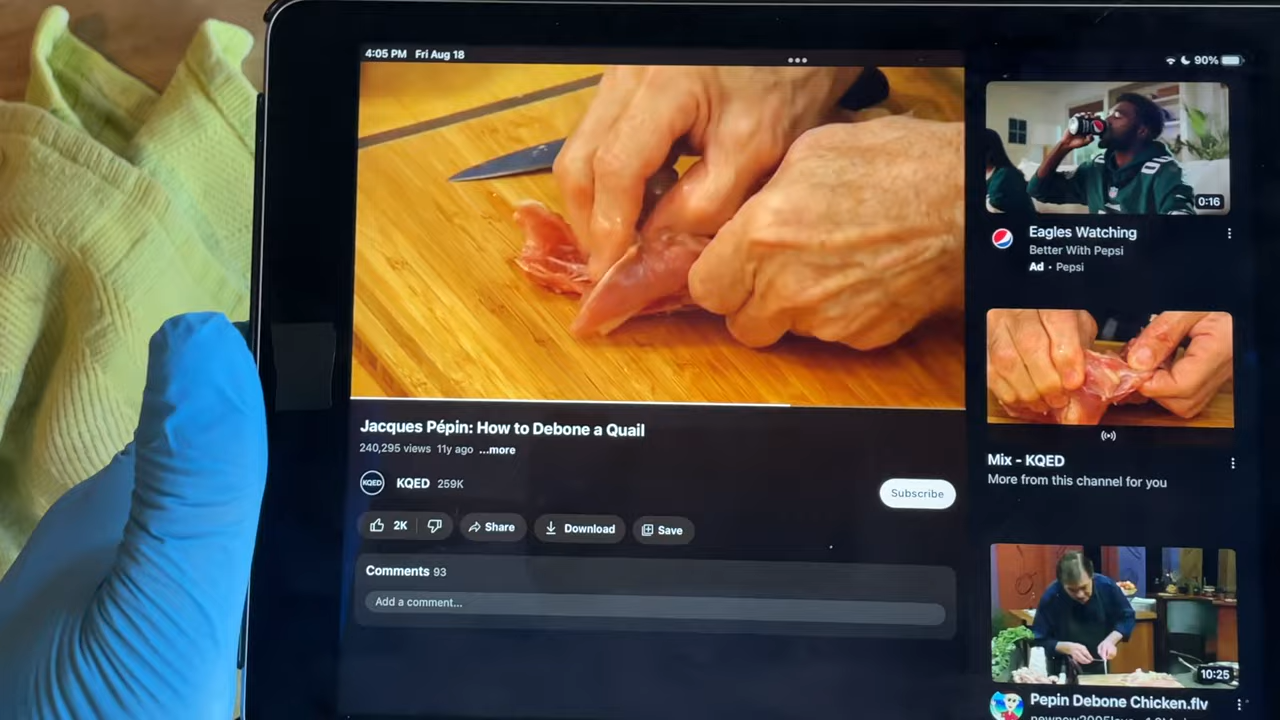 4:05 PM Fri Aug 18
90%
0:16
Eagles Watching
Better With Pepsi
Ad · Pepsi
Mix - KQED
More from this channel for you
10:25
Pepin Debone Chicken.flv
Jacques Pépin: How to Debone a Quail
240,295 views 11y ago ...more
KQED KQED 259K
Subscribe
2K Share Download Save
Comments 93
Add a comment...